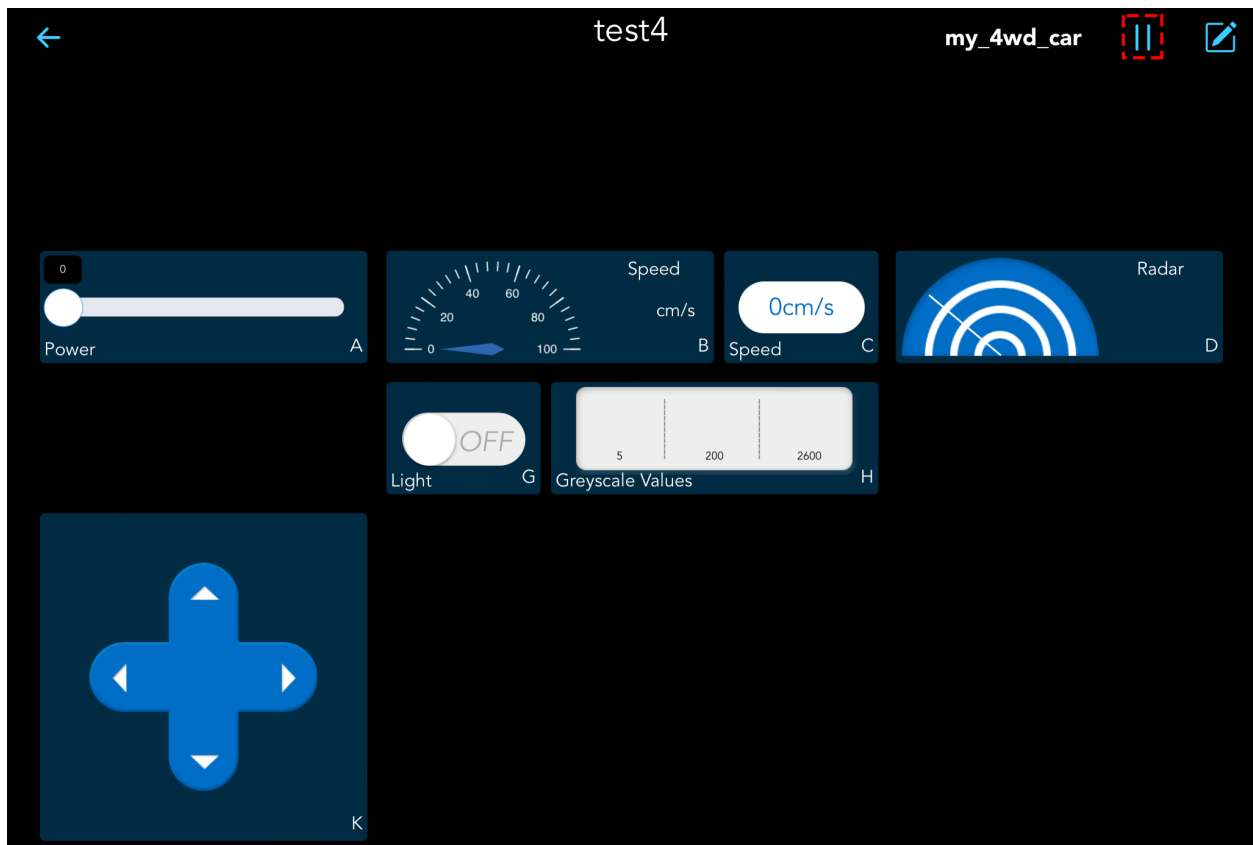 test4
my_4wd_car
0
Power
A
Speed
cm/s
0
20
40
60
80
100
B
0cm/s
Speed
C
Radar
D
OFF
Light
G
5
200
2600
Greyscale Values
H
K